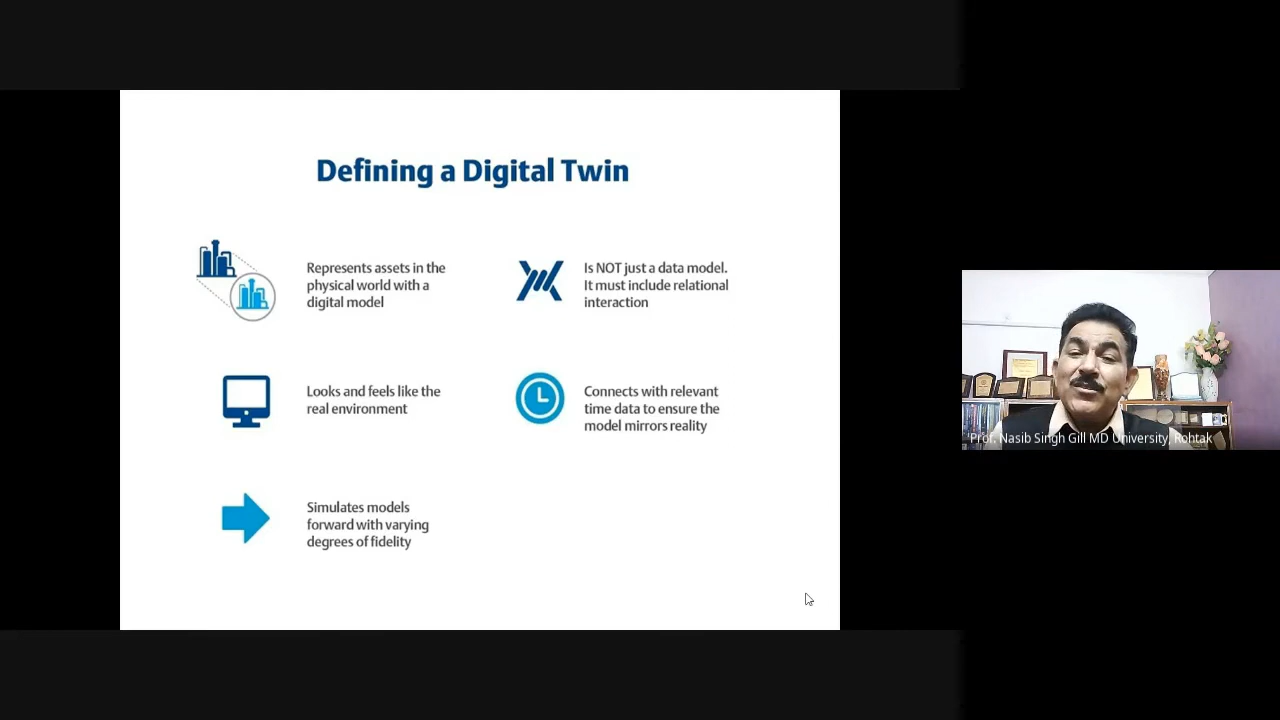 Defining a Digital Twin
Represents assets in the
physical world with a
digital model
Is NOT just a data model.
It must include relational
interaction
Looks and feels like the
real environment
Connects with relevant
time data to ensure the
model mirrors reality
Simulates models
forward with varying
degrees of fidelity
'Prof. Nasib Singh Gill MD University, Rohtak